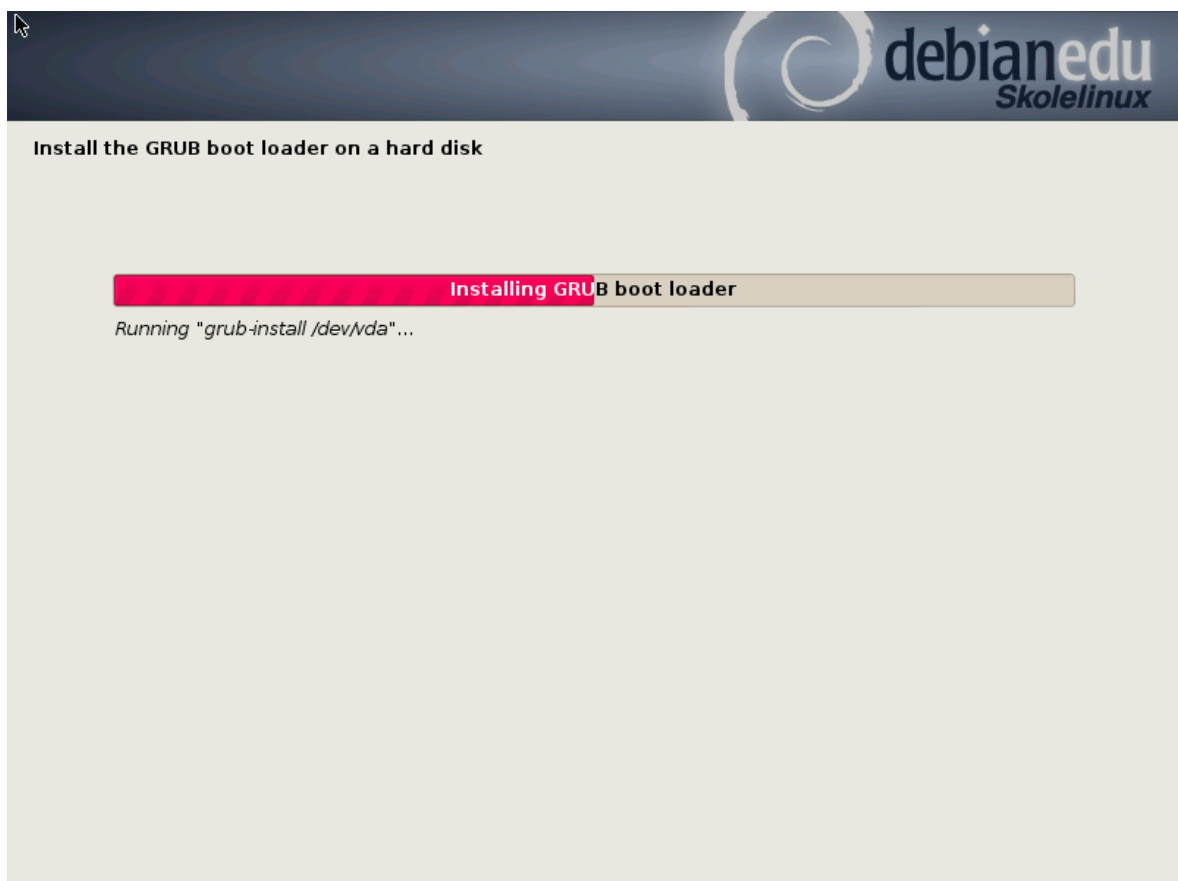 debianedu
Skolelinux
Install the GRUB boot loader on a hard disk
Installing GRUB boot loader
Running "grub-install /dev/vda"...